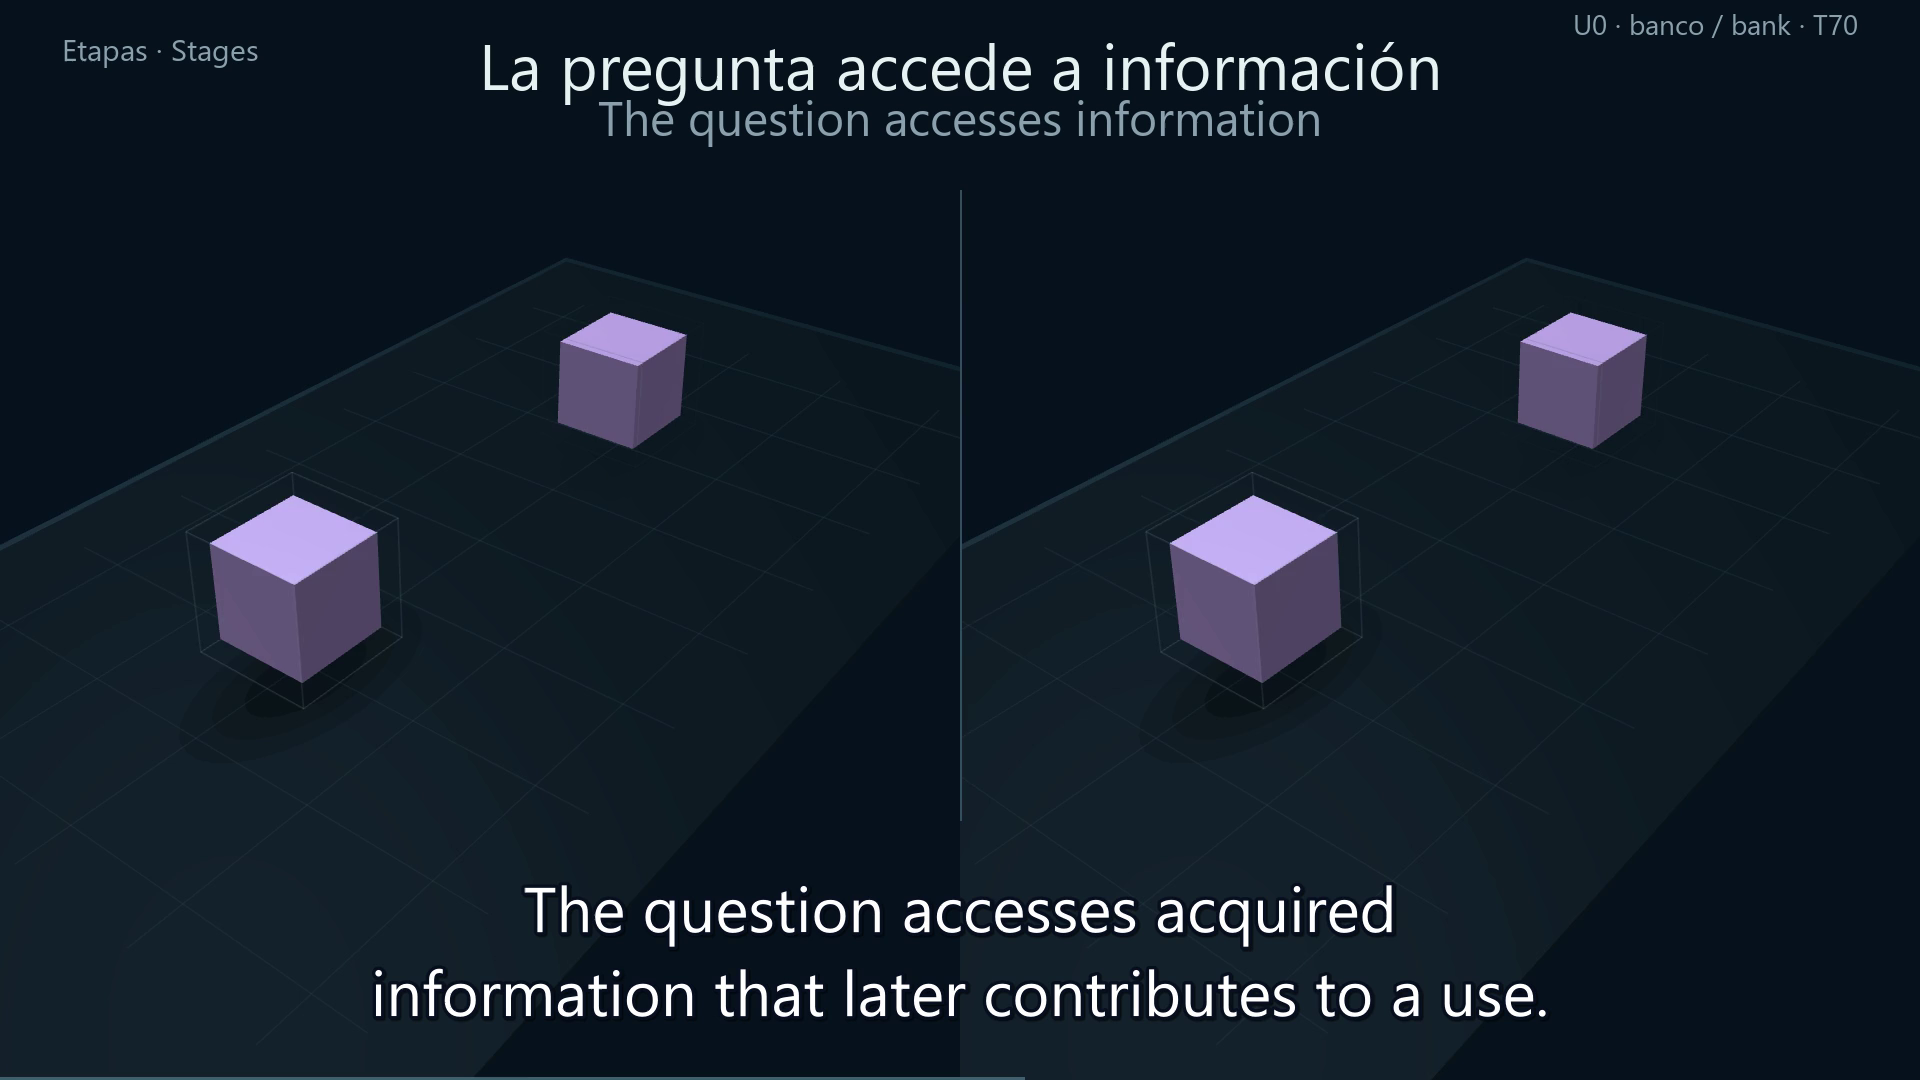 Etapas · Stages
U0 · banco / bank · T70
La pregunta accede a información
The question accesses information
The question accesses acquired
information that later contributes to a use.